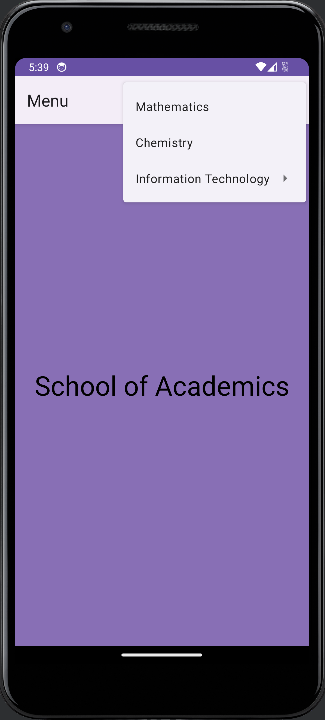 5:39
Menu
Mathematics
Chemistry
Information Technology
School of Academics